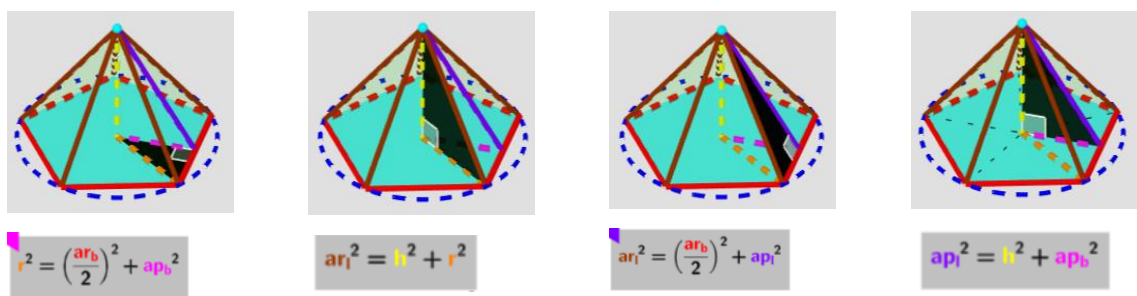 r² = (ar_b/2)² + ap_b²
ar_l² = h² + r²
ar_l² = (ar_b/2)² + ap_l²
ap_l² = h² + ap_b²